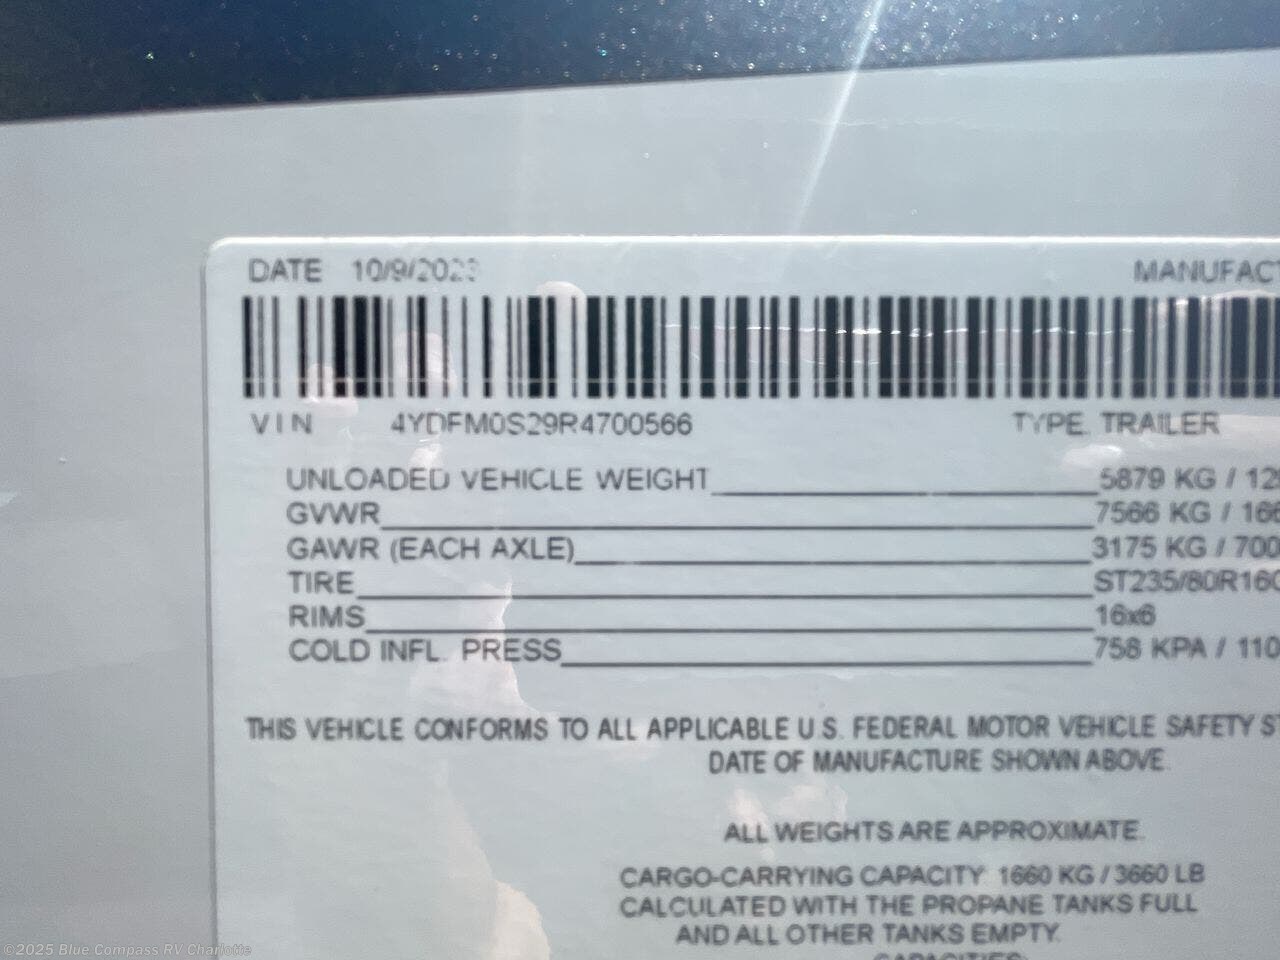 DATE 10/9/2023 MANUFACT
VIN 4YDFM0S29R4700566 TYPE TRAILER
UNLOADED VEHICLE WEIGHT 5879 KG / 12
GVWR 7566 KG / 166
GAWR (EACH AXLE) 3175 KG / 700
TIRE ST235/80R16
RIMS 16x6
COLD INFL. PRESS 758 KPA / 110
THIS VEHICLE CONFORMS TO ALL APPLICABLE U.S. FEDERAL MOTOR VEHICLE SAFETY S
DATE OF MANUFACTURE SHOWN ABOVE.
ALL WEIGHTS ARE APPROXIMATE.
CARGO-CARRYING CAPACITY 1660 KG / 3660 LB
CALCULATED WITH THE PROPANE TANKS FULL
AND ALL OTHER TANKS EMPTY.
CAPACITIES:
©2025 Blue Compass RV Charlotte